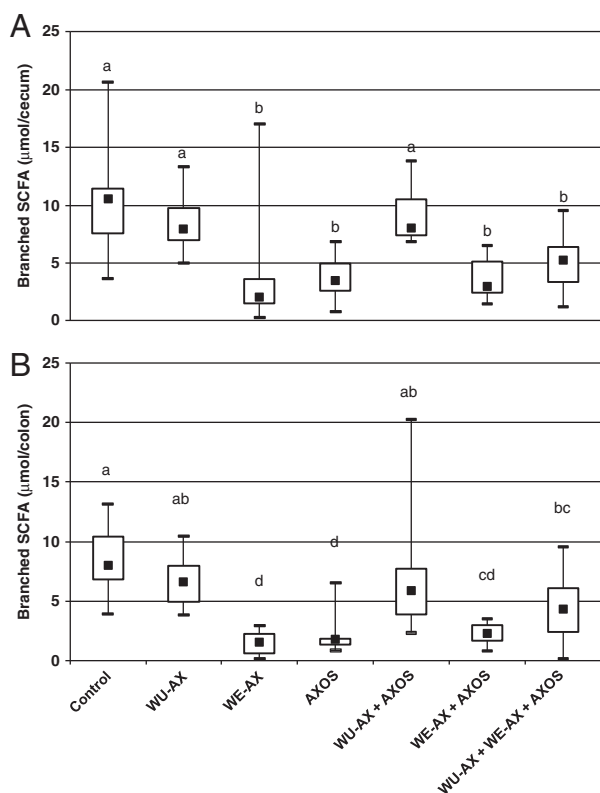 A
Branched SCFA (μmol/cecum)
25
20
15
10
5
0
a
a
b
b
a
b
b
B
Branched SCFA (μmol/colon)
25
20
15
10
5
0
a
ab
d
d
ab
cd
bc
Control
WU-AX
WE-AX
AXOS
WU-AX + AXOS
WE-AX + AXOS
WU-AX + WE-AX + AXOS